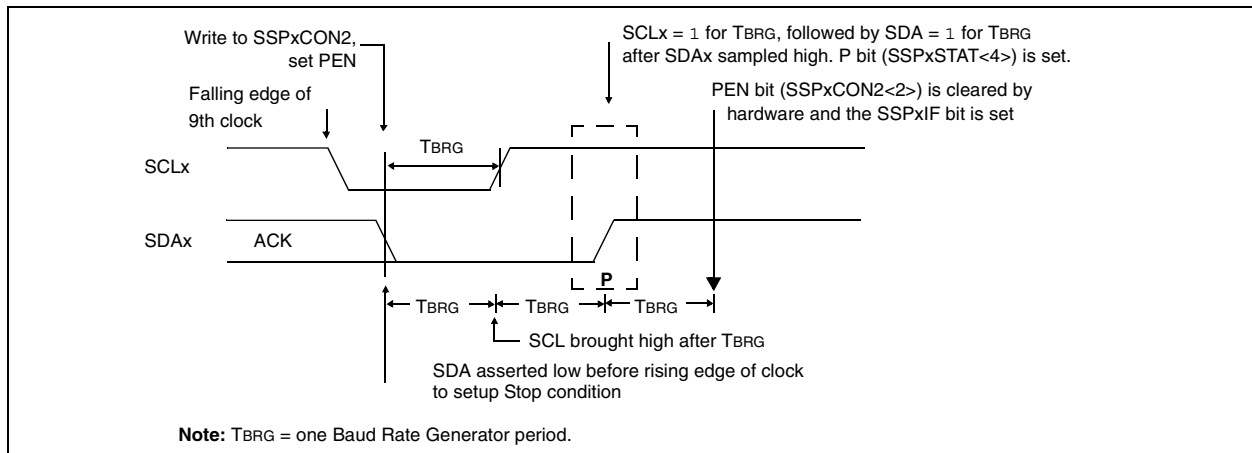 Write to SSPxCON2,
set PEN
SCLx = 1 for TBRG, followed by SDA = 1 for TBRG
after SDAx sampled high. P bit (SSPxSTAT<4>) is set.
PEN bit (SSPxCON2<2>) is cleared by
hardware and the SSPxIF bit is set
Falling edge of
9th clock
TBRG
SCLx
SDAx
ACK
P
TBRG
TBRG
TBRG
SCL brought high after TBRG
SDA asserted low before rising edge of clock
to setup Stop condition
Note: TBRG = one Baud Rate Generator period.